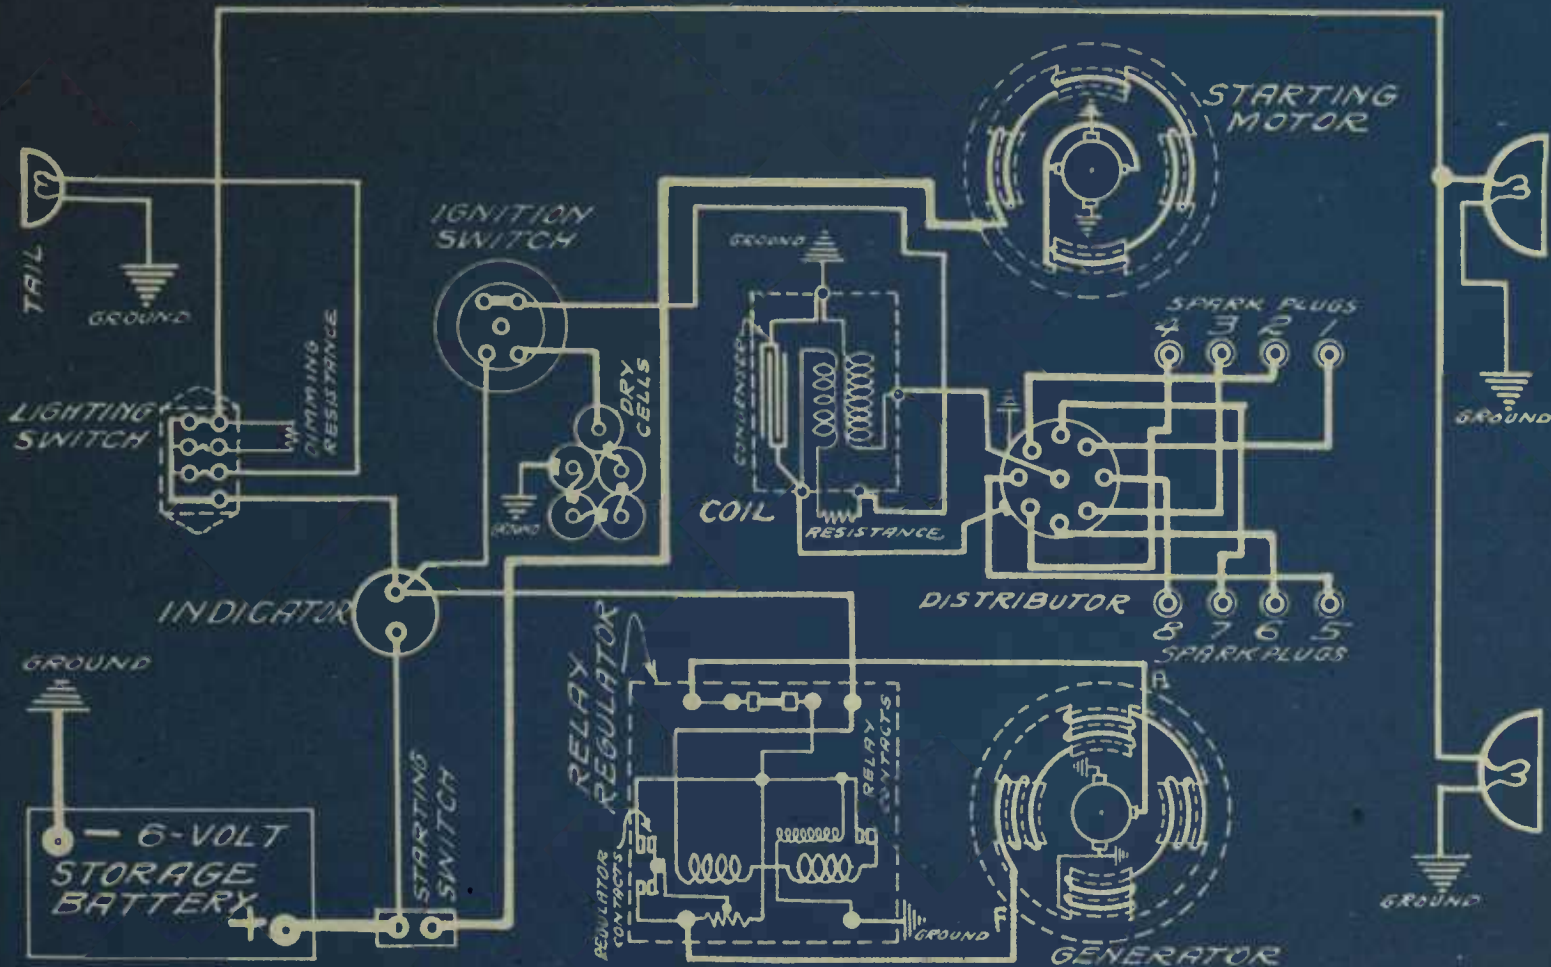 STARTING
MOTOR
IGNITION
SWITCH
GROUND
TAIL
GROUND
SPARK PLUGS
4 3 2 1
DIMMING
RESISTANCE
CONDENSER
DRY
CELLS
LIGHTING
SWITCH
GROUND
GROUND
COIL
RESISTANCE
INDICATOR
DISTRIBUTOR
8 7 6 5
SPARK PLUGS
RELAY
REGULATOR
GROUND
A
RELAY
CONTACTS
STARTING
SWITCH
— 6-VOLT
STORAGE
BATTERY
+
REGULATOR
CONTACTS
GROUND
F
GENERATOR
GROUND